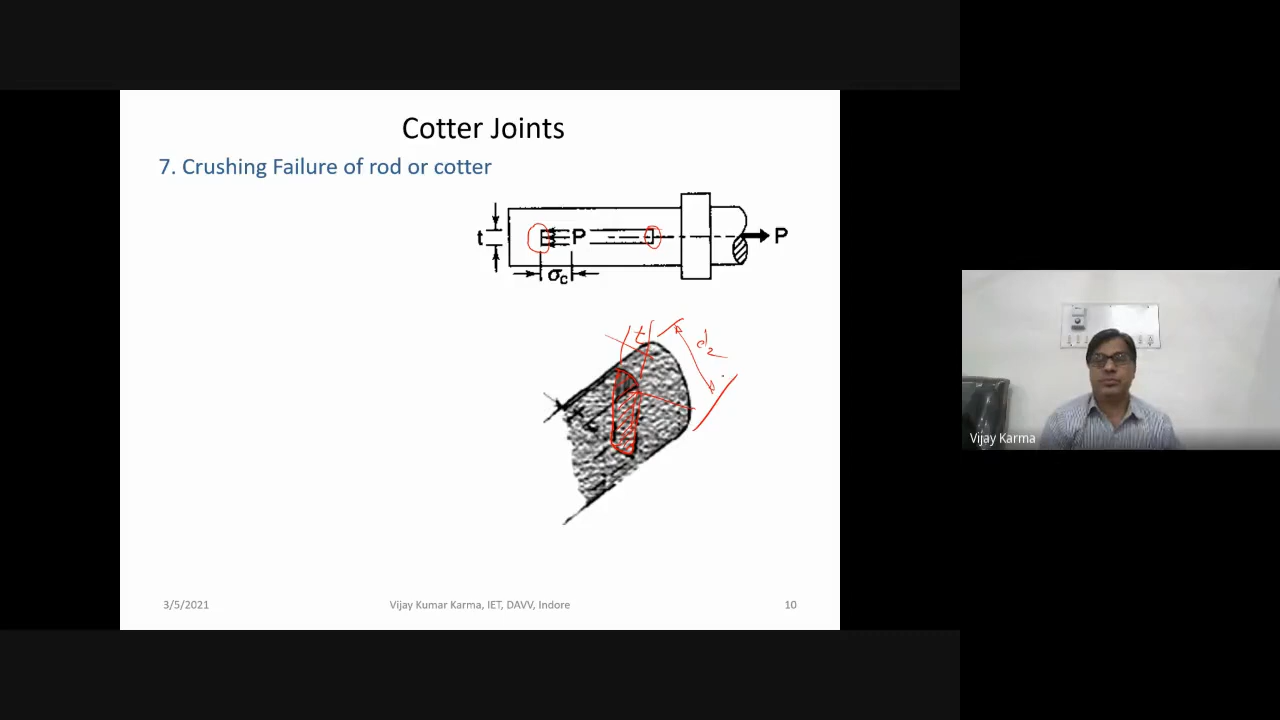 Cotter Joints
7. Crushing Failure of rod or cotter
t
P
P
σc
t
d2
Vijay Karma
3/5/2021
Vijay Kumar Karma, IET, DAVV, Indore
10